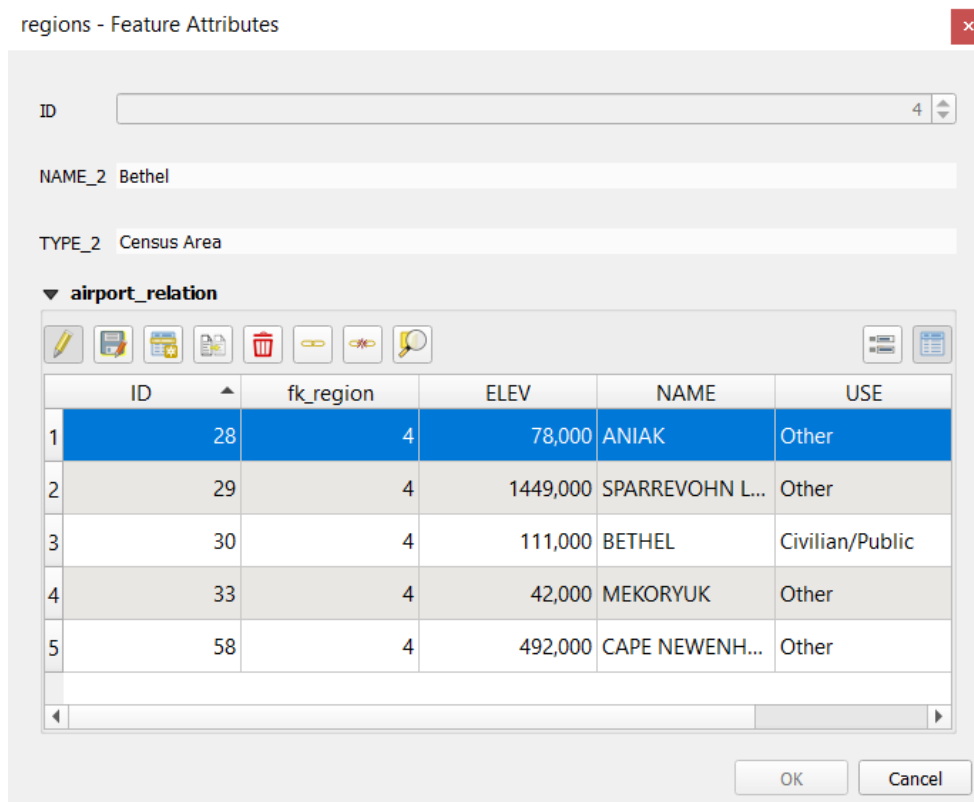 regions - Feature Attributes
ID 4
NAME_2 Bethel
TYPE_2 Census Area
airport_relation
ID fk_region ELEV NAME USE
1 28 4 78,000 ANIAK Other
2 29 4 1449,000 SPARREVOHN L... Other
3 30 4 111,000 BETHEL Civilian/Public
4 33 4 42,000 MEKORYUK Other
5 58 4 492,000 CAPE NEWENH... Other
OK Cancel